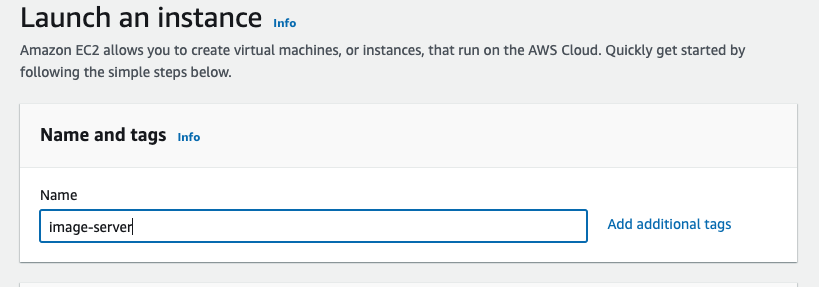 Launch an instance Info
Amazon EC2 allows you to create virtual machines, or instances, that run on the AWS Cloud. Quickly get started by
following the simple steps below.
Name and tags Info
Name
image-server
Add additional tags